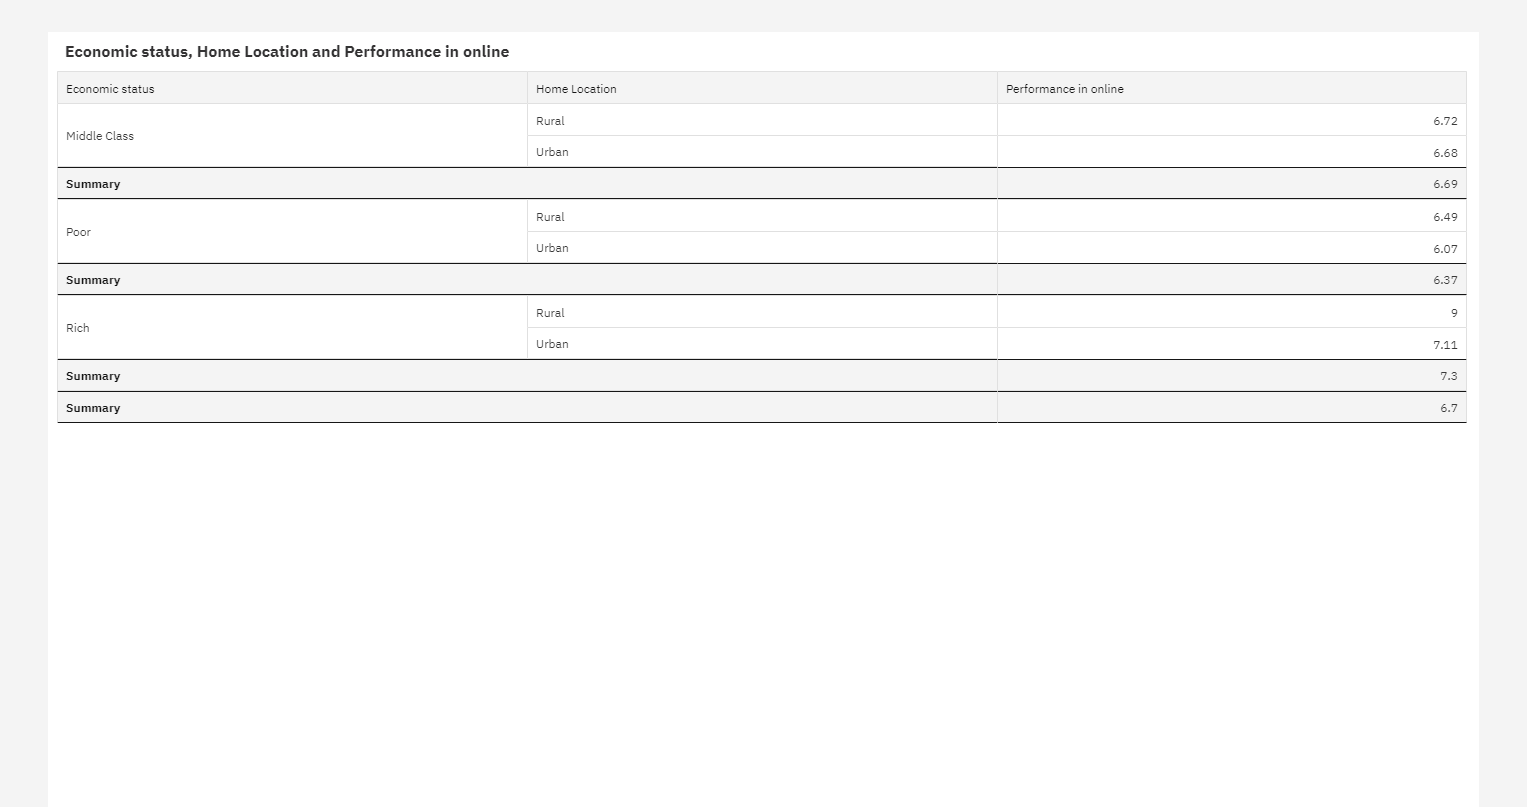 Economic status, Home Location and Performance in online
Economic status Home Location Performance in online
Middle Class Rural 6.72
Urban 6.68
Summary 6.69
Poor Rural 6.49
Urban 6.07
Summary 6.37
Rich Rural 9
Urban 7.11
Summary 7.3
Summary 6.7